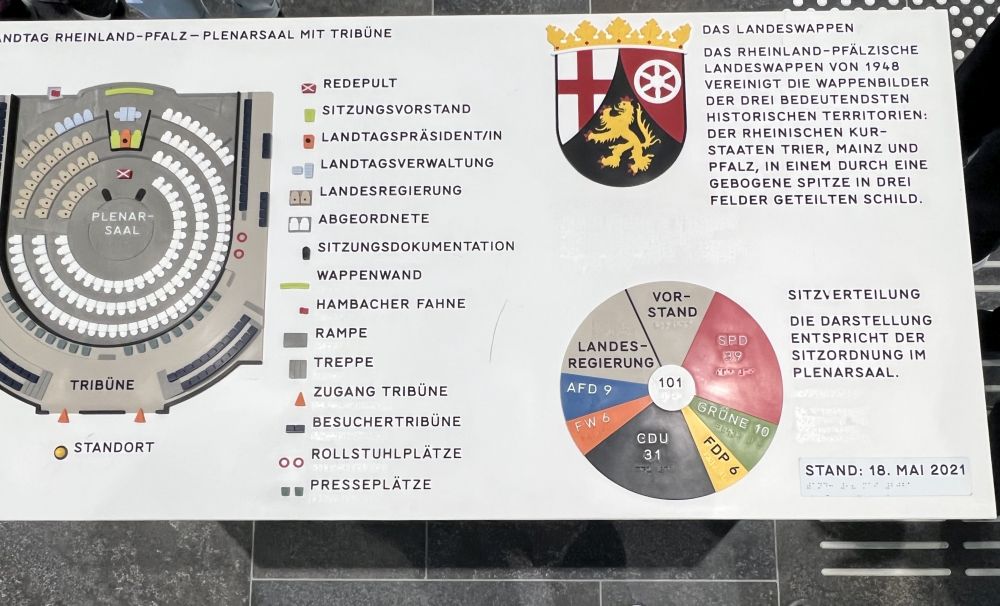 LANDTAG RHEINLAND-PFALZ – PLENARSAAL MIT TRIBÜNE
PLENAR-
SAAL
TRIBÜNE
STANDORT
REDEPULT
SITZUNGSVORSTAND
LANDTAGSPRÄSIDENT/IN
LANDTAGSVERWALTUNG
LANDESREGIERUNG
ABGEORDNETE
SITZUNGSDOKUMENTATION
WAPPENWAND
HAMBACHER FAHNE
RAMPE
TREPPE
ZUGANG TRIBÜNE
BESUCHERTRIBÜNE
ROLLSTUHLPLÄTZE
PRESSEPLÄTZE
DAS LANDESWAPPEN
DAS RHEINLAND-PFÄLZISCHE
LANDESWAPPEN VON 1948
VEREINIGT DIE WAPPENBILDER
DER DREI BEDEUTENDSTEN
HISTORISCHEN TERRITORIEN:
DER RHEINISCHEN KUR-
STAATEN TRIER, MAINZ UND
PFALZ, IN EINEM DURCH EINE
GEBOGENE SPITZE IN DREI
FELDER GETEILTEN SCHILD.
VOR-
STAND
LANDES-
REGIERUNG
SPD
39
AFD 9
101
FW 6
GRÜNE 10
CDU
31
FDP 6
SITZVERTEILUNG
DIE DARSTELLUNG
ENTSPRICHT DER
SITZORDNUNG IM
PLENARSAAL.
STAND: 18. MAI 2021